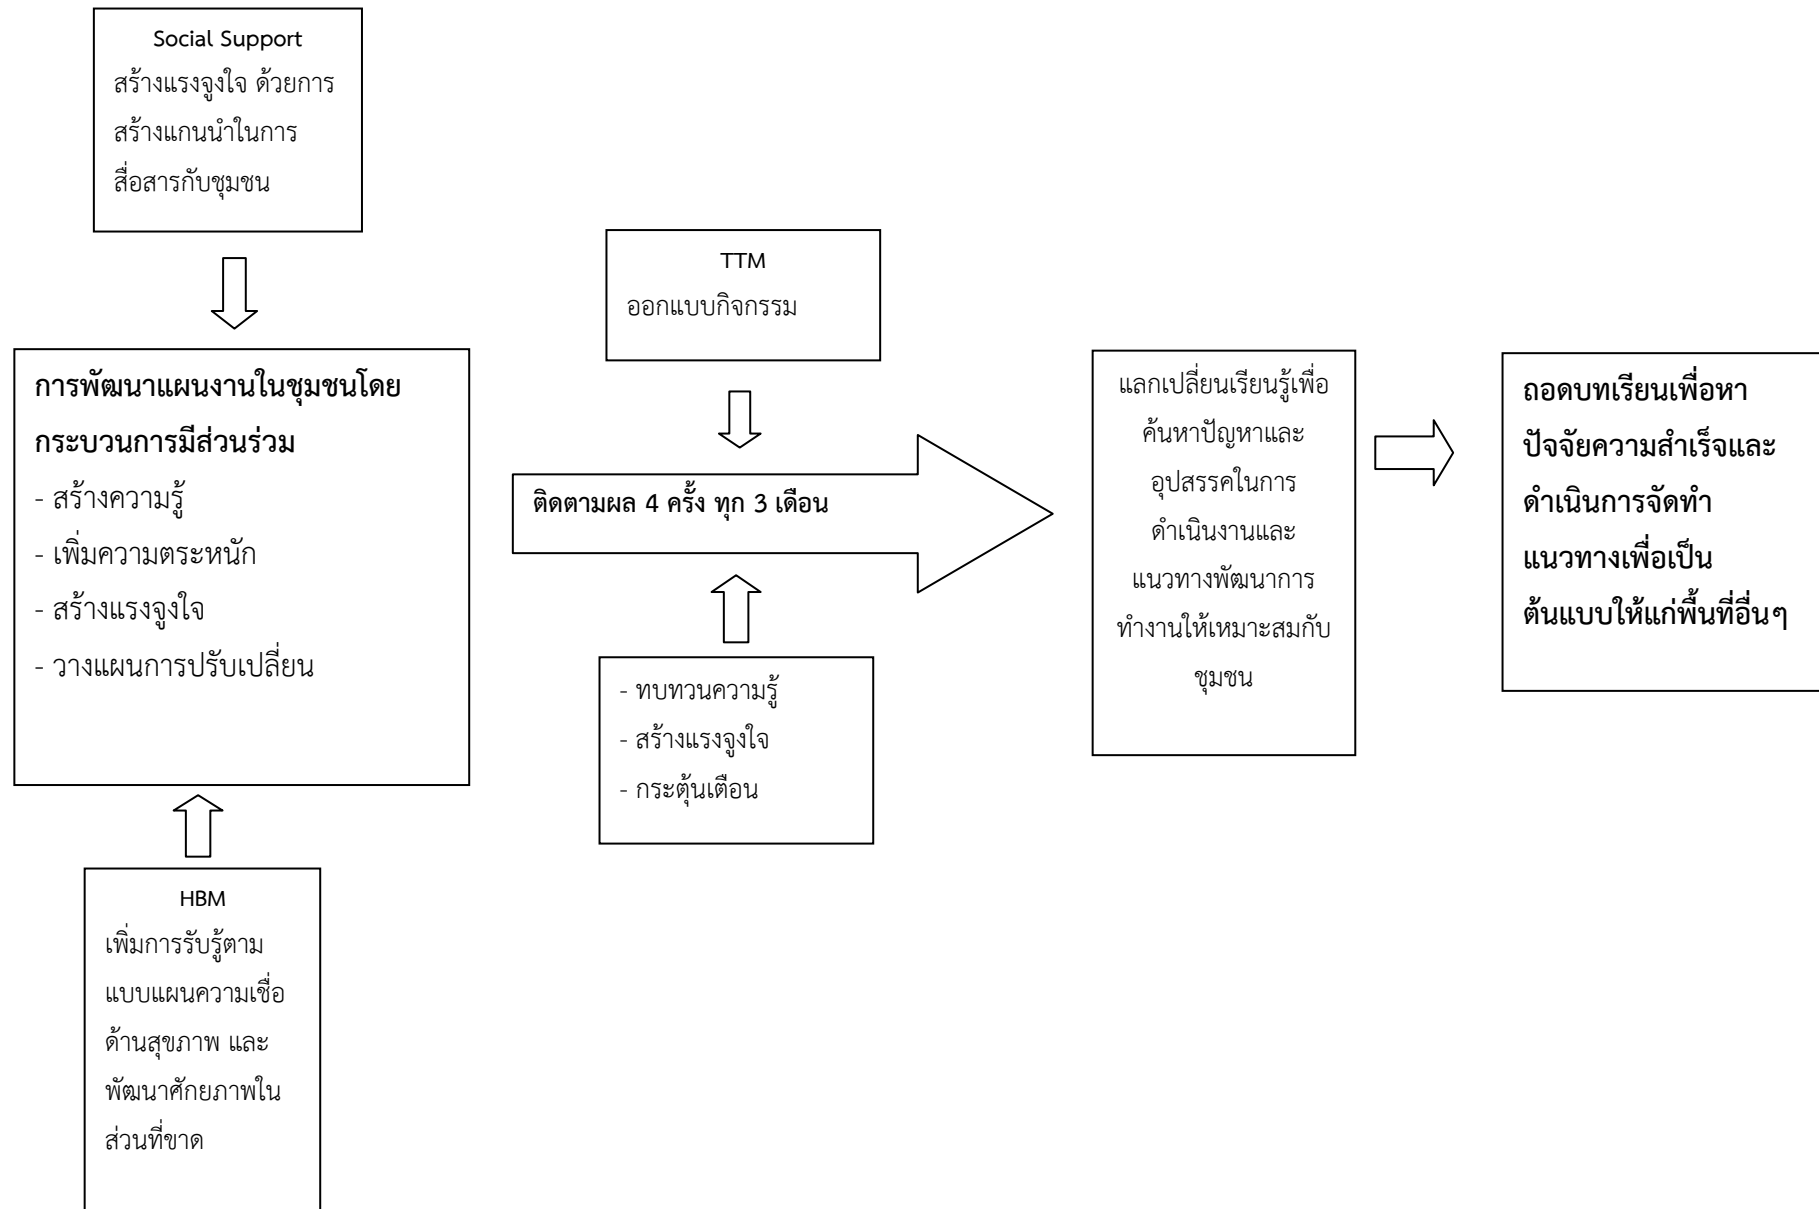 Social Support
สร้างแรงจูงใจ ด้วยการ
สร้างแกนนำในการ
สื่อสารกับชุมชน
การพัฒนาแผนงานในชุมชนโดย
กระบวนการมีส่วนร่วม
- สร้างความรู้
- เพิ่มความตระหนัก
- สร้างแรงจูงใจ
- วางแผนการปรับเปลี่ยน
HBM
เพิ่มการรับรู้ตาม
แบบแผนความเชื่อ
ด้านสุขภาพ และ
พัฒนาศักยภาพใน
ส่วนที่ขาด
TTM
ออกแบบกิจกรรม
ติดตามผล 4 ครั้ง ทุก 3 เดือน
- ทบทวนความรู้
- สร้างแรงจูงใจ
- กระตุ้นเตือน
แลกเปลี่ยนเรียนรู้เพื่อ
ค้นหาปัญหาและ
อุปสรรคในการ
ดำเนินงานและ
แนวทางพัฒนาการ
ทำงานให้เหมาะสมกับ
ชุมชน
ถอดบทเรียนเพื่อหา
ปัจจัยความสำเร็จและ
ดำเนินการจัดทำ
แนวทางเพื่อเป็น
ต้นแบบให้แก่พื้นที่อื่นๆ